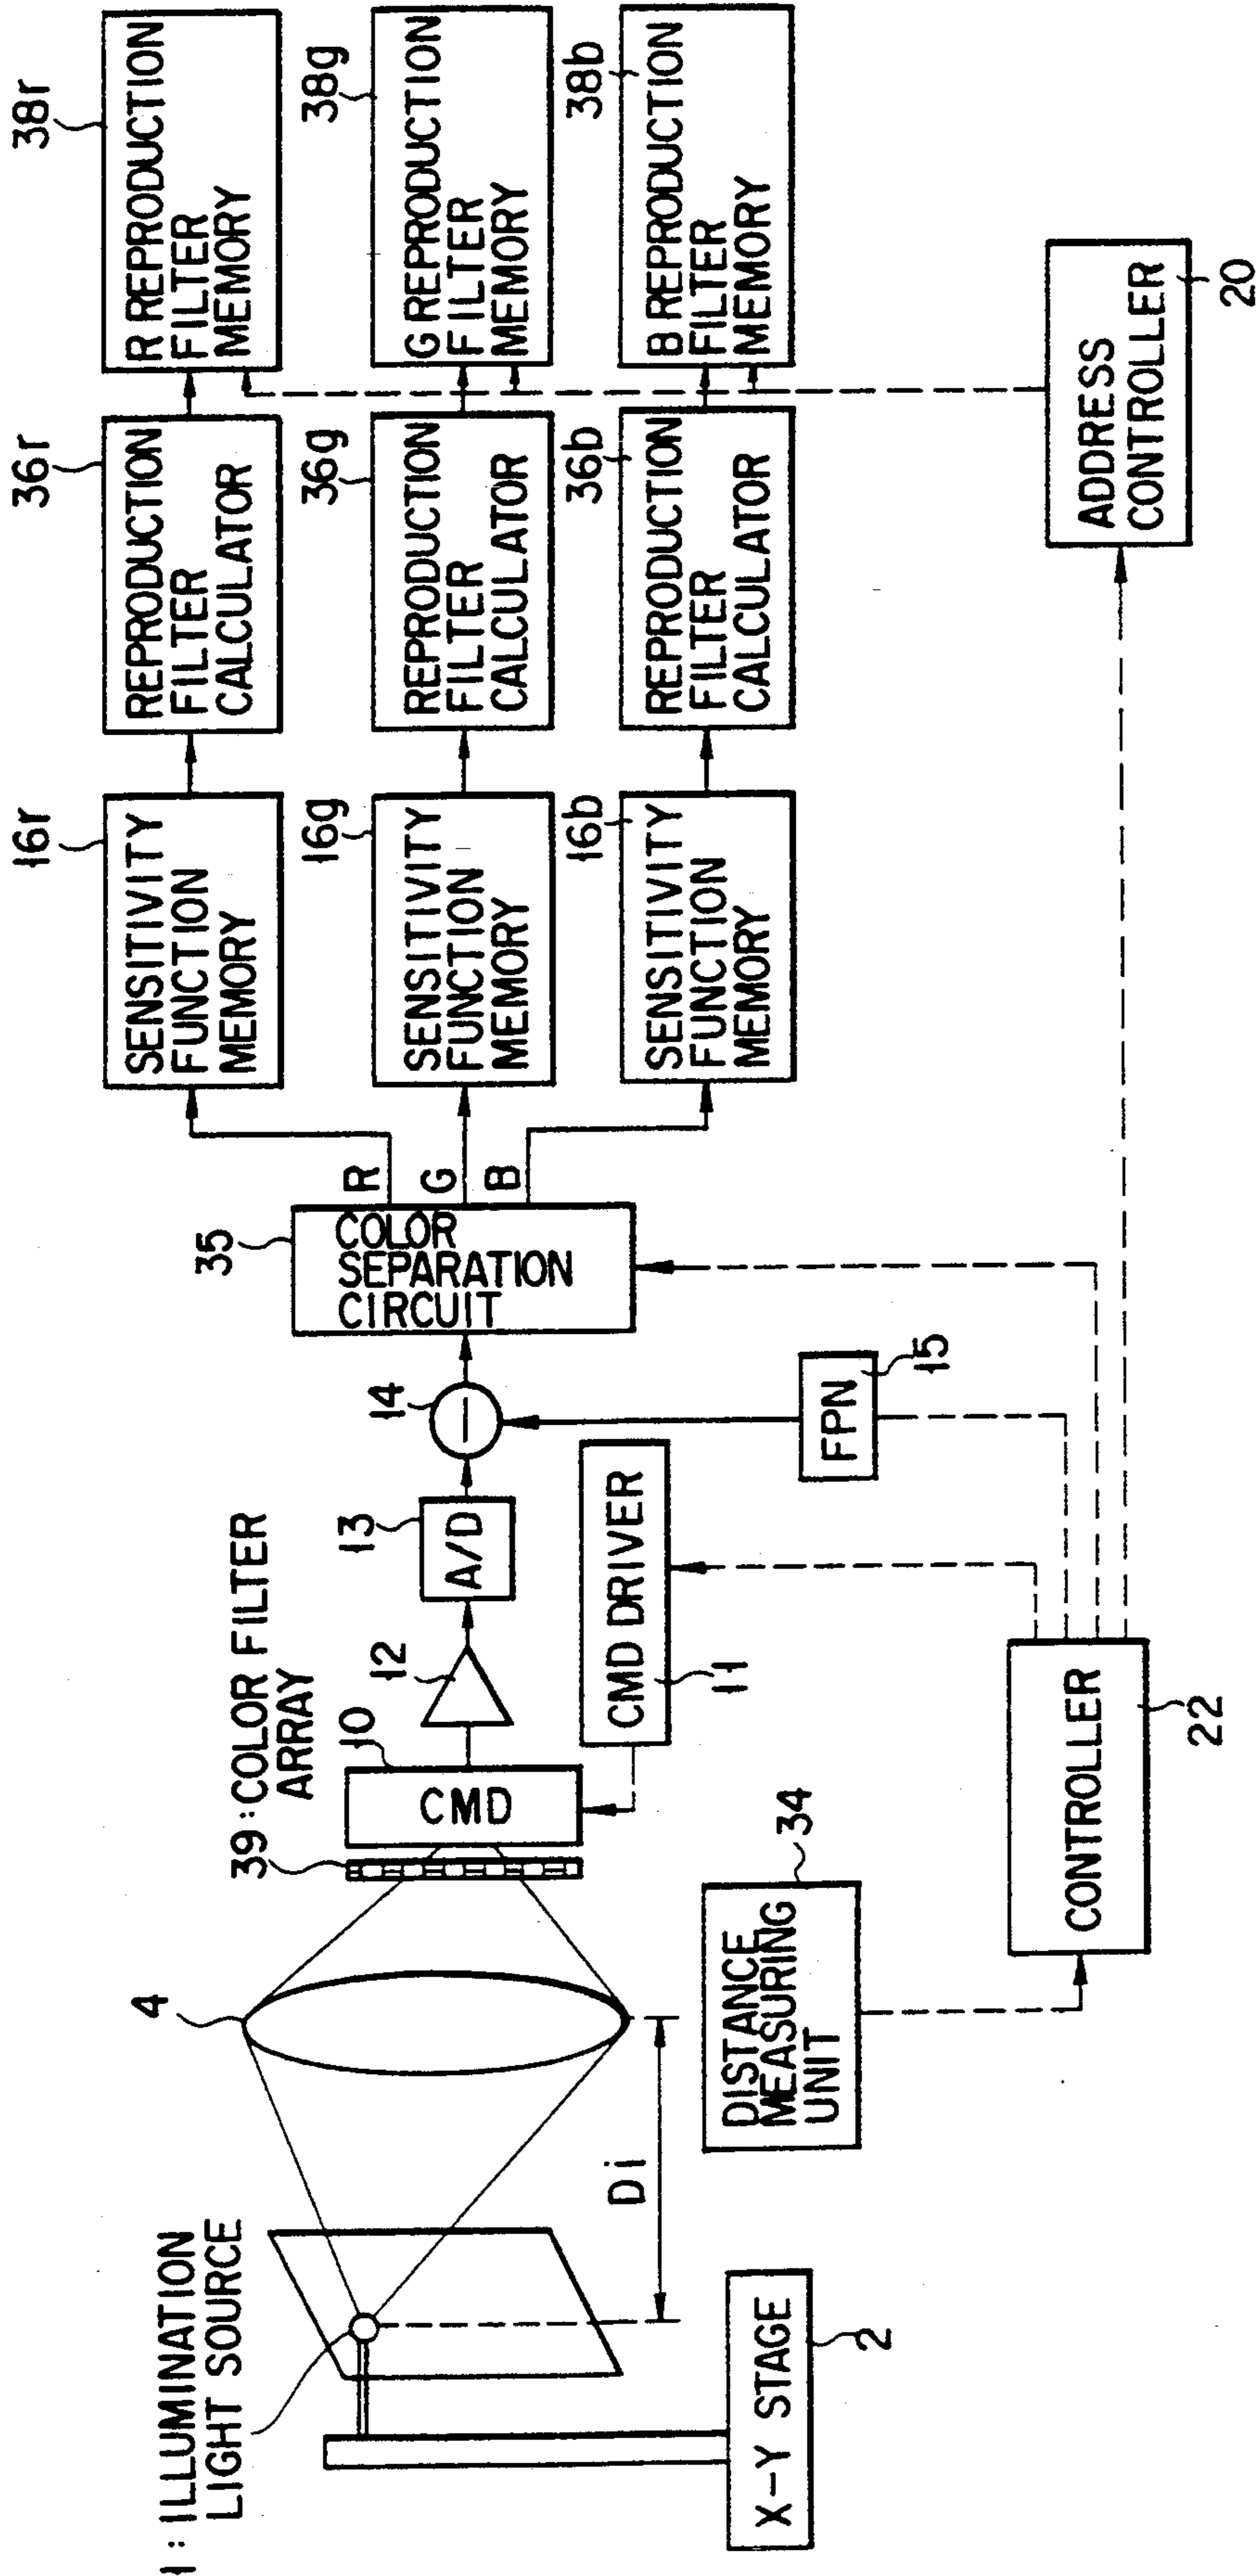 1 : ILLUMINATION
LIGHT SOURCE
X-Y STAGE
2
Di
4
DISTANCE
MEASURING
UNIT
34
39 : COLOR FILTER
ARRAY
CMD
10
CMD DRIVER
11
12
A/D
13
14
FPN
15
CONTROLLER
22
COLOR
SEPARATION
CIRCUIT
35
R
G
B
SENSITIVITY
FUNCTION
MEMORY
16r
SENSITIVITY
FUNCTION
MEMORY
16g
SENSITIVITY
FUNCTION
MEMORY
16b
REPRODUCTION
FILTER
CALCULATOR
36r
REPRODUCTION
FILTER
CALCULATOR
36g
REPRODUCTION
FILTER
CALCULATOR
36b
R REPRODUCTION
FILTER
MEMORY
38r
G REPRODUCTION
FILTER
MEMORY
38g
B REPRODUCTION
FILTER
MEMORY
38b
ADDRESS
CONTROLLER
20